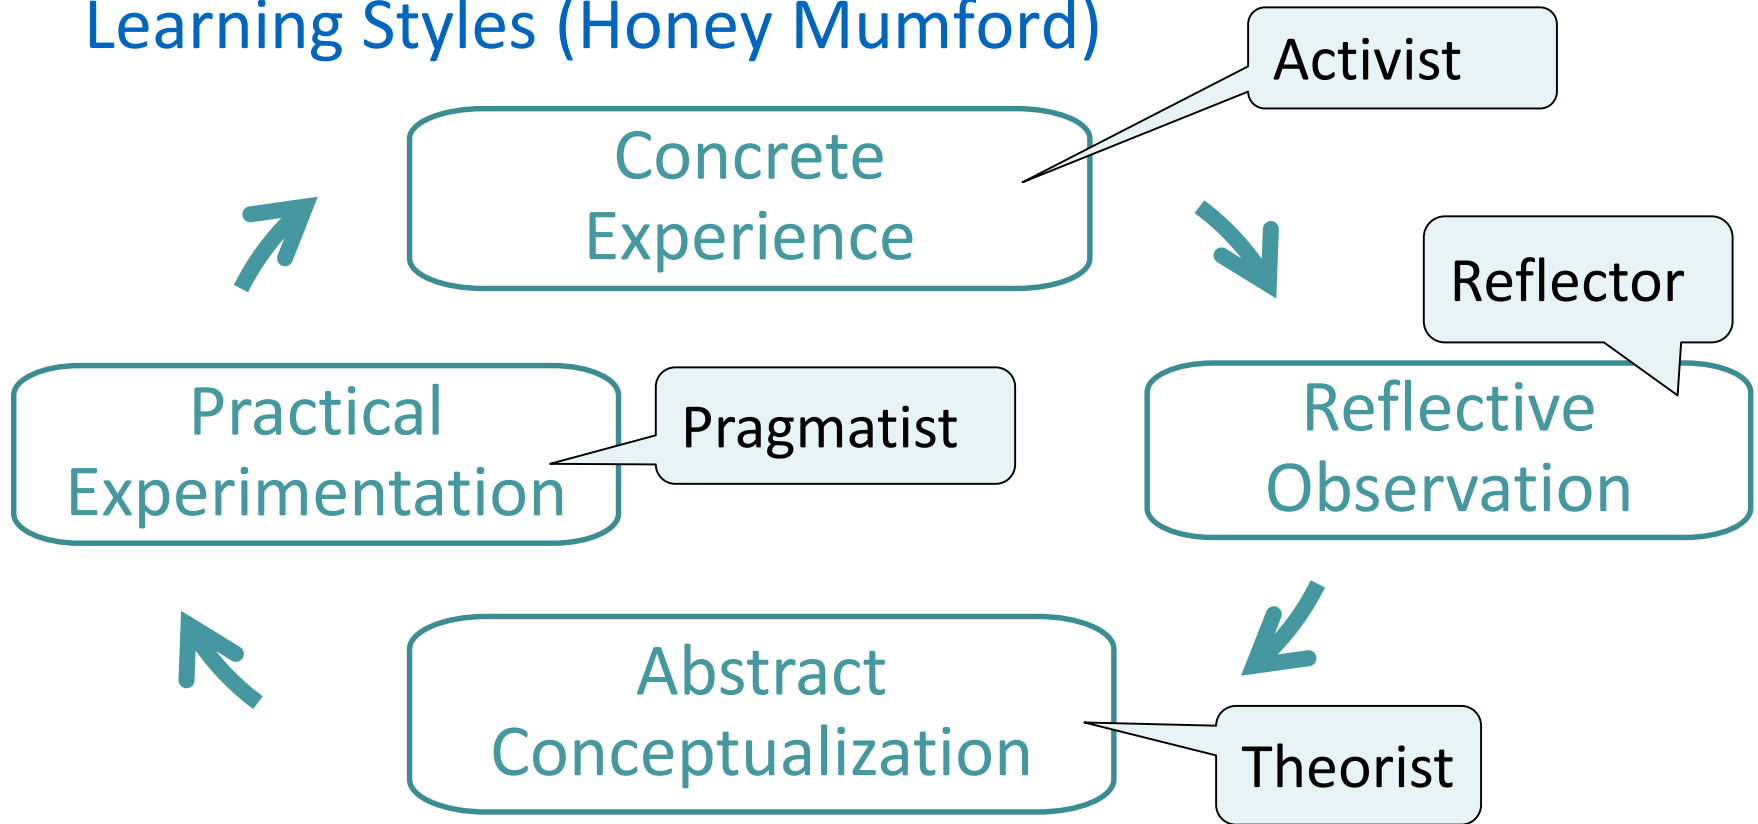 Learning Styles (Honey Mumford)
Activist
Concrete
Experience
Reflector
Practical
Experimentation
Pragmatist
Reflective
Observation
Abstract
Conceptualization
Theorist